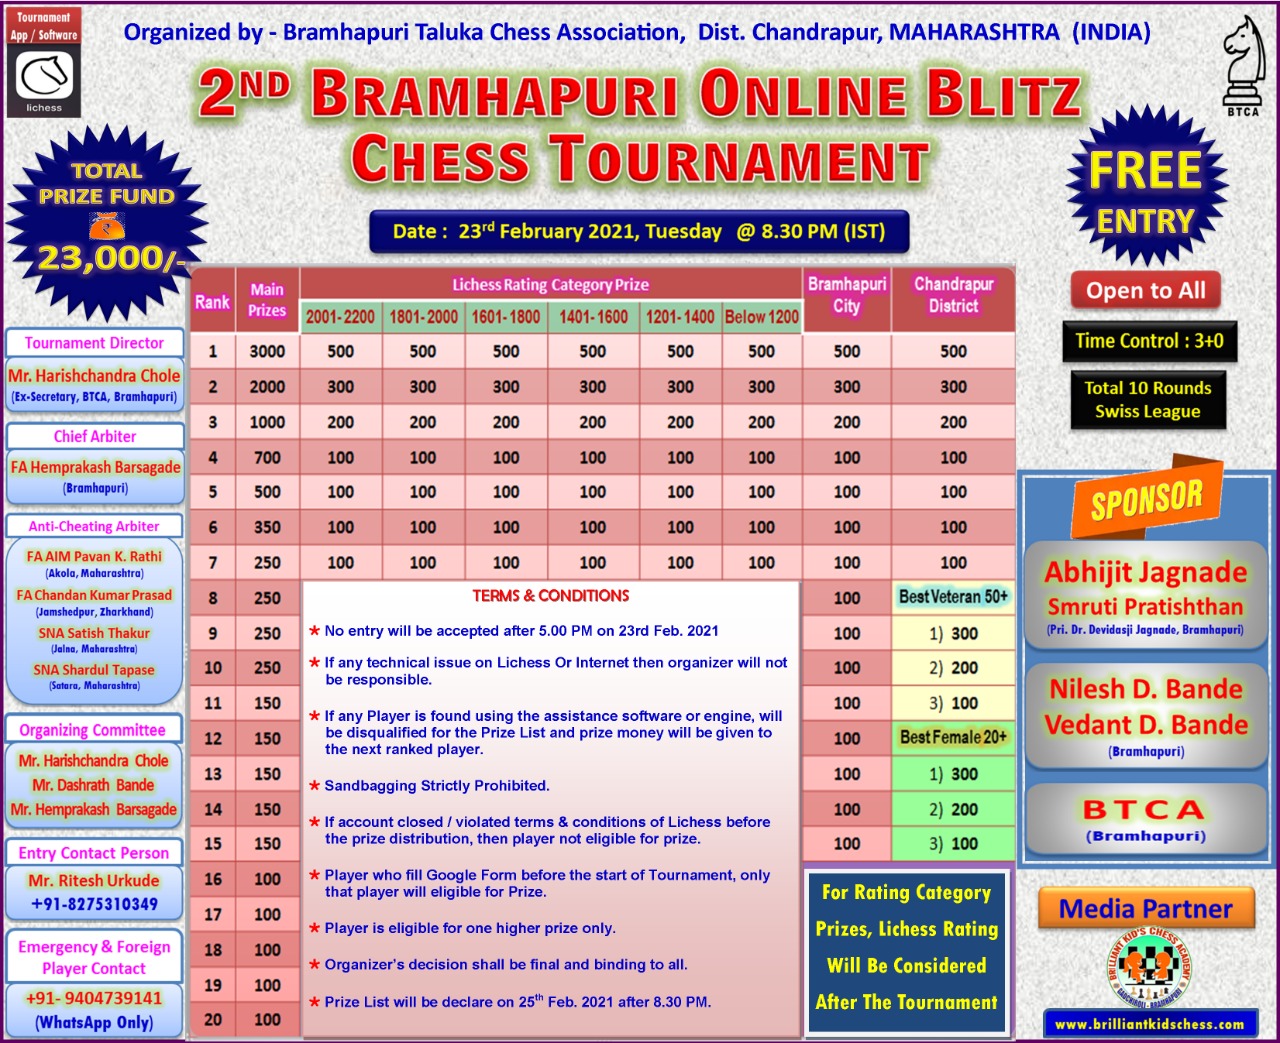 Tournament
App / Software
lichess
Organized by - Bramhapuri Taluka Chess Association, Dist. Chandrapur, MAHARASHTRA (INDIA)
BTCA
2ND BRAMHAPURI ONLINE BLITZ
CHESS TOURNAMENT
TOTAL
PRIZE FUND
₹
23,000/-
Date : 23rd February 2021, Tuesday @ 8.30 PM (IST)
FREE
ENTRY
Open to All
Time Control : 3+0
Total 10 Rounds
Swiss League
Tournament Director
Mr. Harishchandra Chole
(Ex-Secretary, BTCA, Bramhapuri)
Chief Arbiter
FA Hemprakash Barsagade
(Bramhapuri)
Anti-Cheating Arbiter
FA AIM Pavan K. Rathi
(Akola, Maharashtra)
FA Chandan Kumar Prasad
(Jamshedpur, Zharkhand)
SNA Satish Thakur
(Jalna, Maharashtra)
SNA Shardul Tapase
(Satara, Maharashtra)
Organizing Committee
Mr. Harishchandra Chole
Mr. Dashrath Bande
Mr. Hemprakash Barsagade
Entry Contact Person
Mr. Ritesh Urkude
+91-8275310349
Emergency & Foreign
Player Contact
+91- 9404739141
(WhatsApp Only)
Rank Main Prizes Lichess Rating Category Prize Bramhapuri City Chandrapur District
2001-2200 1801-2000 1601-1800 1401-1600 1201-1400 Below 1200
1 3000 500 500 500 500 500 500 500 500
2 2000 300 300 300 300 300 300 300 300
3 1000 200 200 200 200 200 200 200 200
4 700 100 100 100 100 100 100 100 100
5 500 100 100 100 100 100 100 100 100
6 350 100 100 100 100 100 100 100 100
7 250 100 100 100 100 100 100 100 100
8 250 100 Best Veteran 50+
9 250 100 1) 300
10 250 100 2) 200
11 150 100 3) 100
12 150 100 Best Female 20+
13 150 100 1) 300
14 150 100 2) 200
15 150 100 3) 100
16 100
17 100
18 100
19 100
20 100
TERMS & CONDITIONS
* No entry will be accepted after 5.00 PM on 23rd Feb. 2021
* If any technical issue on Lichess Or Internet then organizer will not
be responsible.
* If any Player is found using the assistance software or engine, will
be disqualified for the Prize List and prize money will be given to
the next ranked player.
* Sandbagging Strictly Prohibited.
* If account closed / violated terms & conditions of Lichess before
the prize distribution, then player not eligible for prize.
* Player who fill Google Form before the start of Tournament, only
that player will eligible for Prize.
* Player is eligible for one higher prize only.
* Organizer's decision shall be final and binding to all.
* Prize List will be declare on 25th Feb. 2021 after 8.30 PM.
For Rating Category
Prizes, Lichess Rating
Will Be Considered
After The Tournament
SPONSOR
Abhijit Jagnade
Smruti Pratishthan
(Pri. Dr. Devidasji Jagnade, Bramhapuri)
Nilesh D. Bande
Vedant D. Bande
(Bramhapuri)
BTCA
(Bramhapuri)
Media Partner
BRILLIANT KID'S CHESS ACADEMY
GADCHIROLI - BRAMHAPURI
www.brilliantkidschess.com